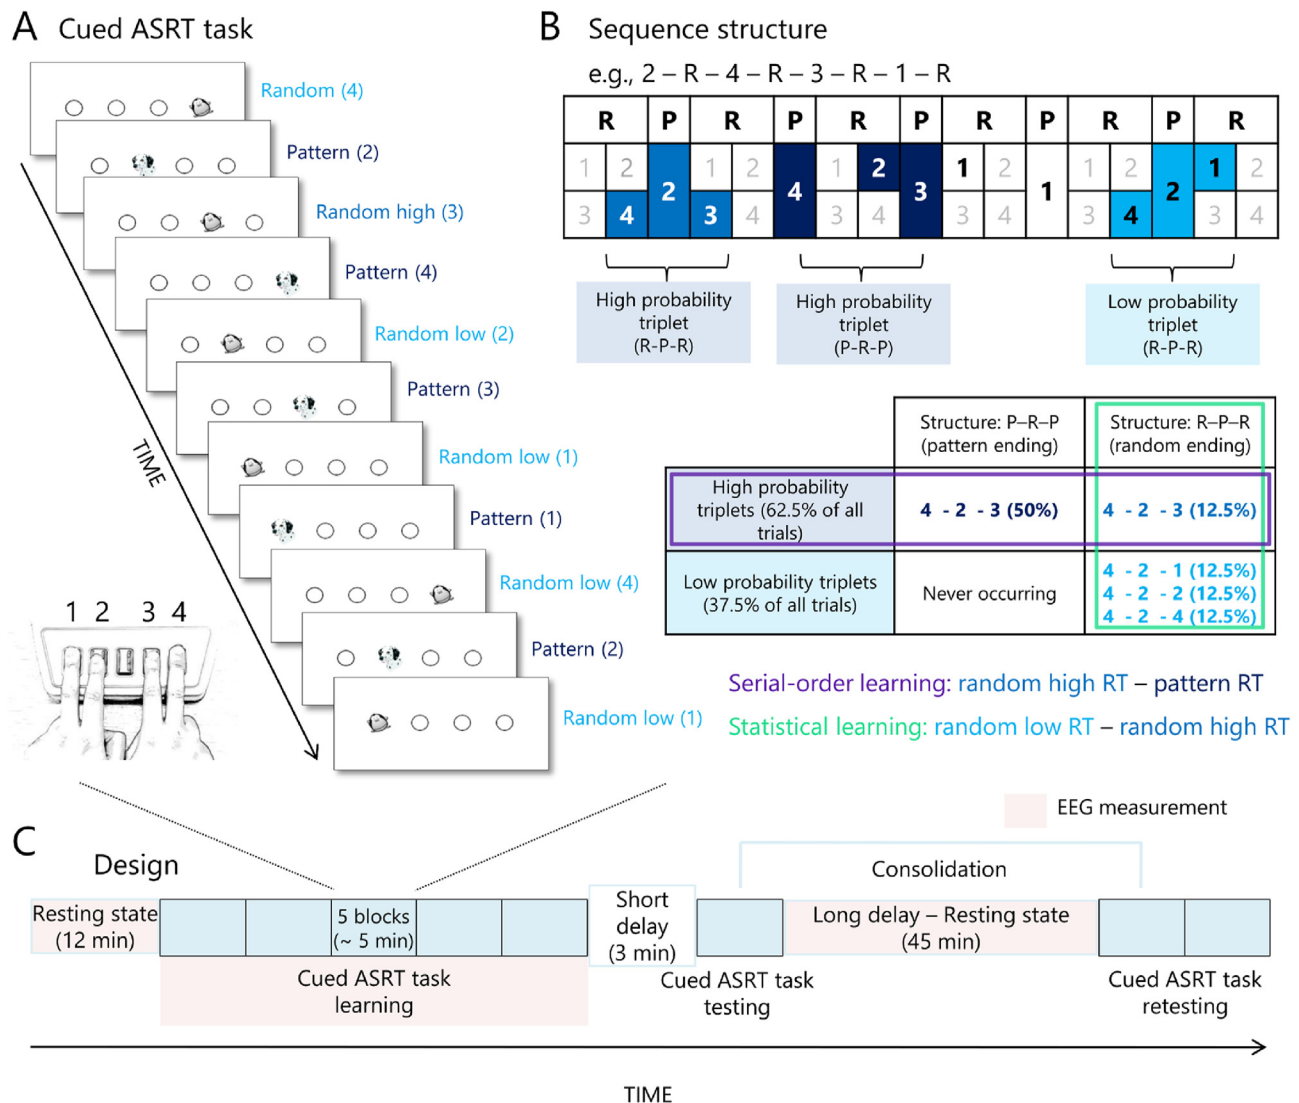 A Cued ASRT task
Random (4)
Pattern (2)
Random high (3)
Pattern (4)
Random low (2)
Pattern (3)
Random low (1)
Pattern (1)
Random low (4)
Pattern (2)
Random low (1)
TIME
1 2 3 4
B Sequence structure
e.g., 2 – R – 4 – R – 3 – R – 1 – R
R P R P R P R P R P R
1 2 2 1 2 4 1 2 3 1 2 1 1 2 2 1 2
3 4 3 4 3 4 3 4 3 4 3 4
High probability
triplet
(R-P-R)
High probability
triplet
(P-R-P)
Low probability
triplet
(R-P-R)
Structure: P–R–P
(pattern ending)
Structure: R–P–R
(random ending)
High probability
triplets (62.5% of all
trials)
4 - 2 - 3 (50%)
4 - 2 - 3 (12.5%)
Low probability triplets
(37.5% of all trials)
Never occurring
4 - 2 - 1 (12.5%)
4 - 2 - 2 (12.5%)
4 - 2 - 4 (12.5%)
Serial-order learning: random high RT – pattern RT
Statistical learning: random low RT – random high RT
EEG measurement
C
Design
Consolidation
Resting state
(12 min)
5 blocks
(~ 5 min)
Short
delay
(3 min)
Long delay – Resting state
(45 min)
Cued ASRT task
learning
Cued ASRT task
testing
Cued ASRT task
retesting
TIME